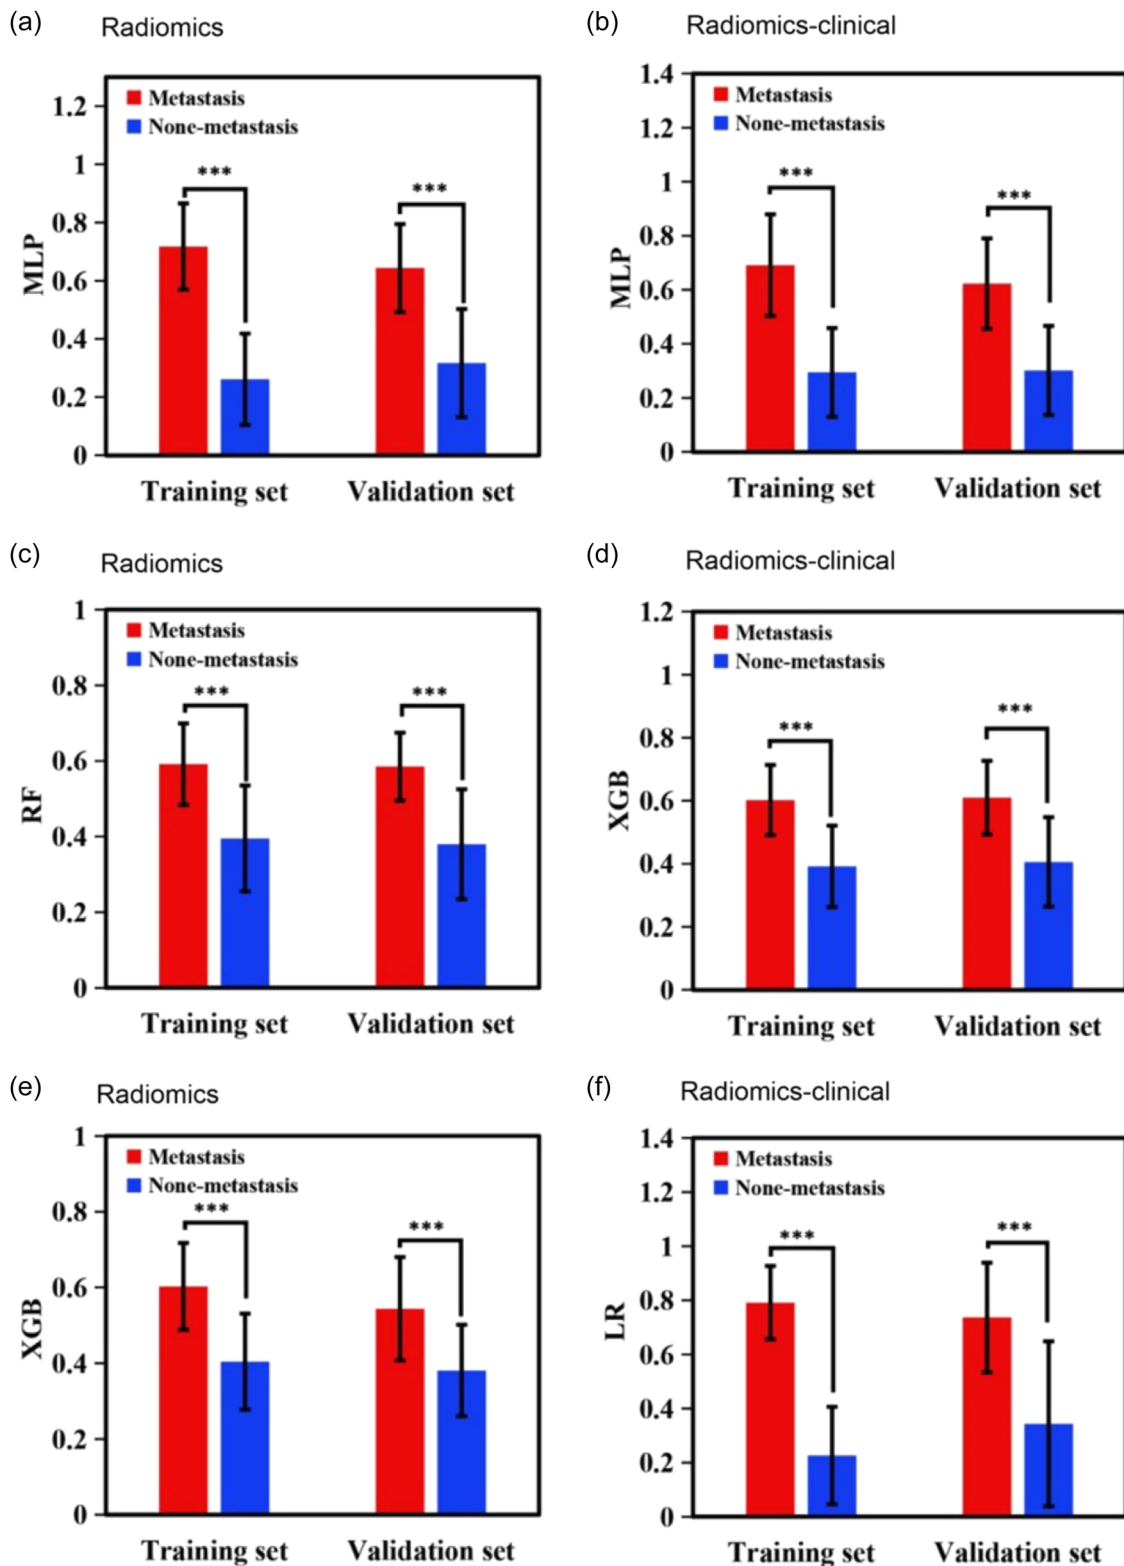 (a) Radiomics
MLP
1.2
1
0.8
0.6
0.4
0.2
0
Metastasis
None-metastasis
*** ***
Training set Validation set
(b) Radiomics-clinical
MLP
1.4
1.2
1
0.8
0.6
0.4
0.2
0
Metastasis
None-metastasis
*** ***
Training set Validation set
(c) Radiomics
RF
1
0.8
0.6
0.4
0.2
0
Metastasis
None-metastasis
*** ***
Training set Validation set
(d) Radiomics-clinical
XGB
1.2
1
0.8
0.6
0.4
0.2
0
Metastasis
None-metastasis
*** ***
Training set Validation set
(e) Radiomics
XGB
1
0.8
0.6
0.4
0.2
0
Metastasis
None-metastasis
*** ***
Training set Validation set
(f) Radiomics-clinical
LR
1.4
1.2
1
0.8
0.6
0.4
0.2
0
Metastasis
None-metastasis
*** ***
Training set Validation set